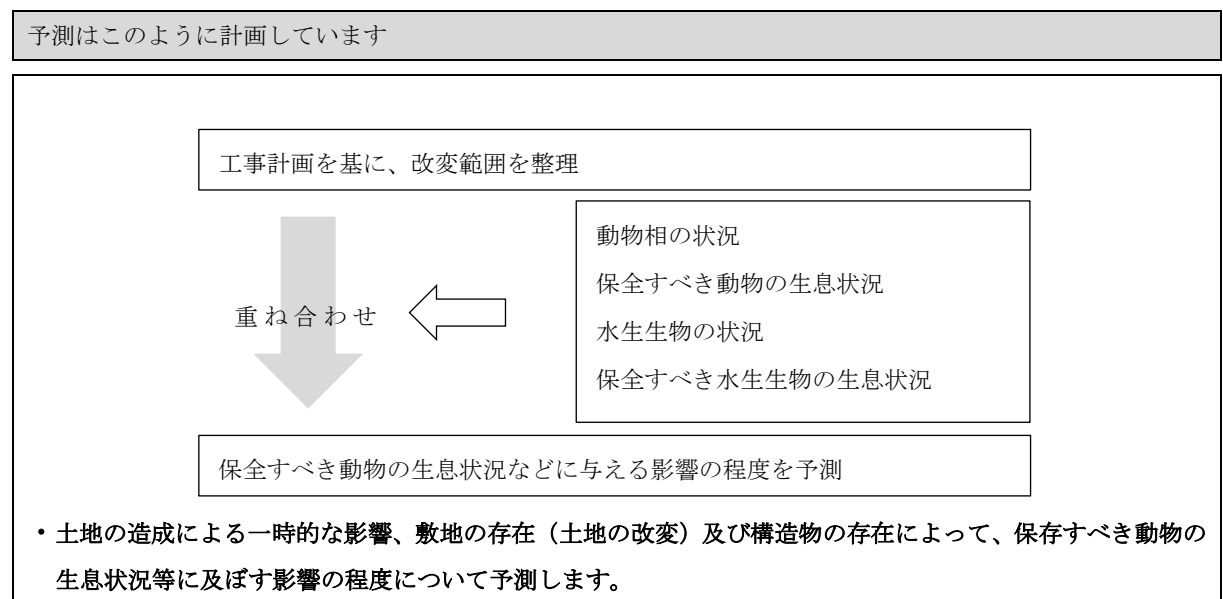 予測はこのように計画しています
工事計画を基に、改変範囲を整理
動物相の状況
保全すべき動物の生息状況
水生生物の状況
保全すべき水生生物の生息状況
重ね合わせ
保全すべき動物の生息状況などに与える影響の程度を予測
・土地の造成による一時的な影響、敷地の存在（土地の改変）及び構造物の存在によって、保存すべき動物の
生息状況等に及ぼす影響の程度について予測します。